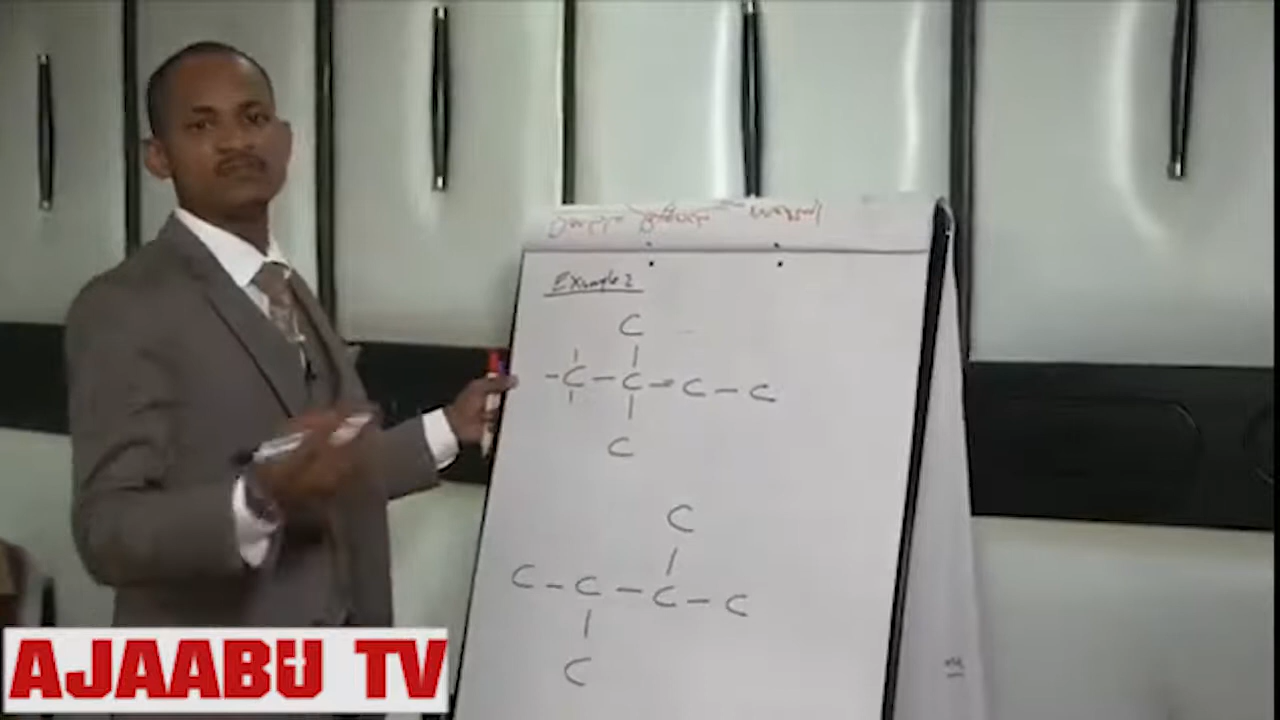 Example 2
C
- C - C - C - C
C
C
C - C - C - C
C
AJAABU TV